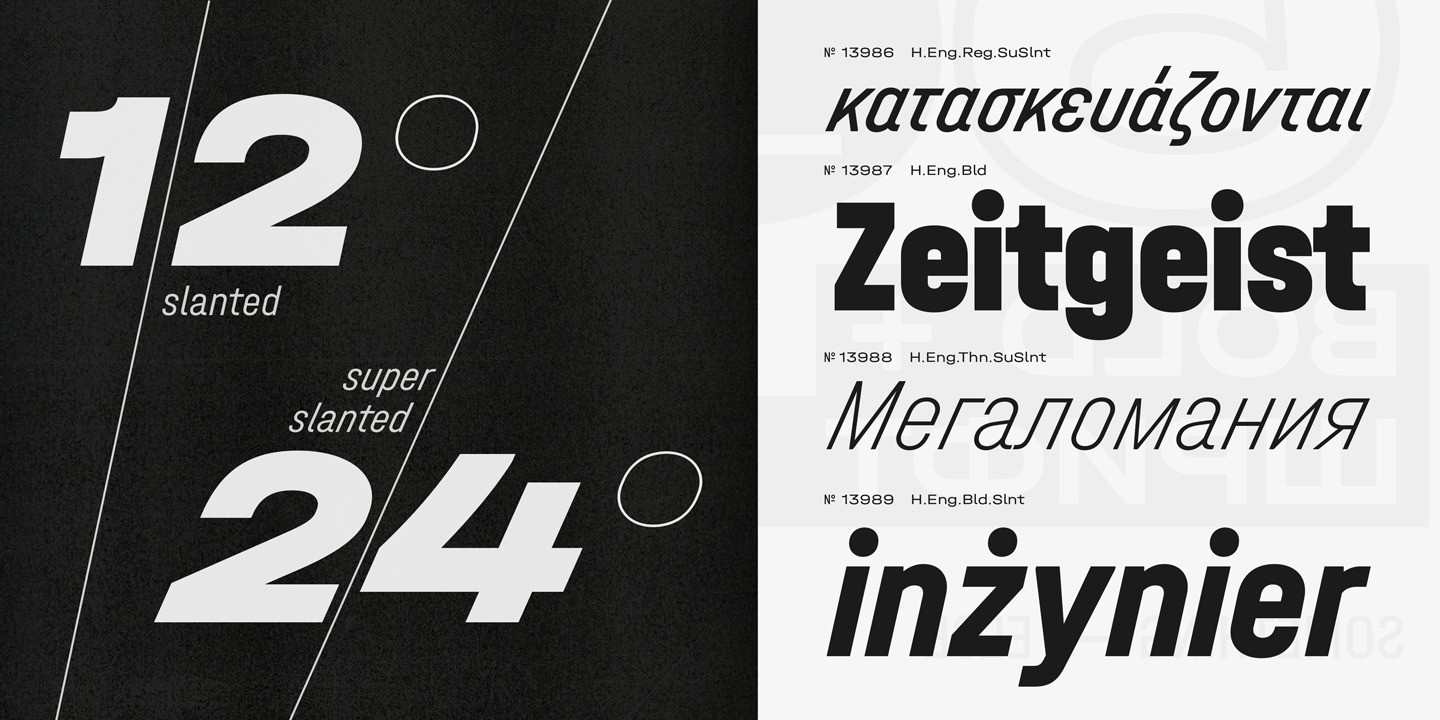 12°
slanted
super
slanted
24°
№ 13986 H.Eng.Reg.SuSlnt
κατασκευάζονται
№ 13987 H.Eng.Bld
Zeitgeist
№ 13988 H.Eng.Thn.SuSlnt
Мегаломания
№ 13989 H.Eng.Bld.Slnt
inżynier